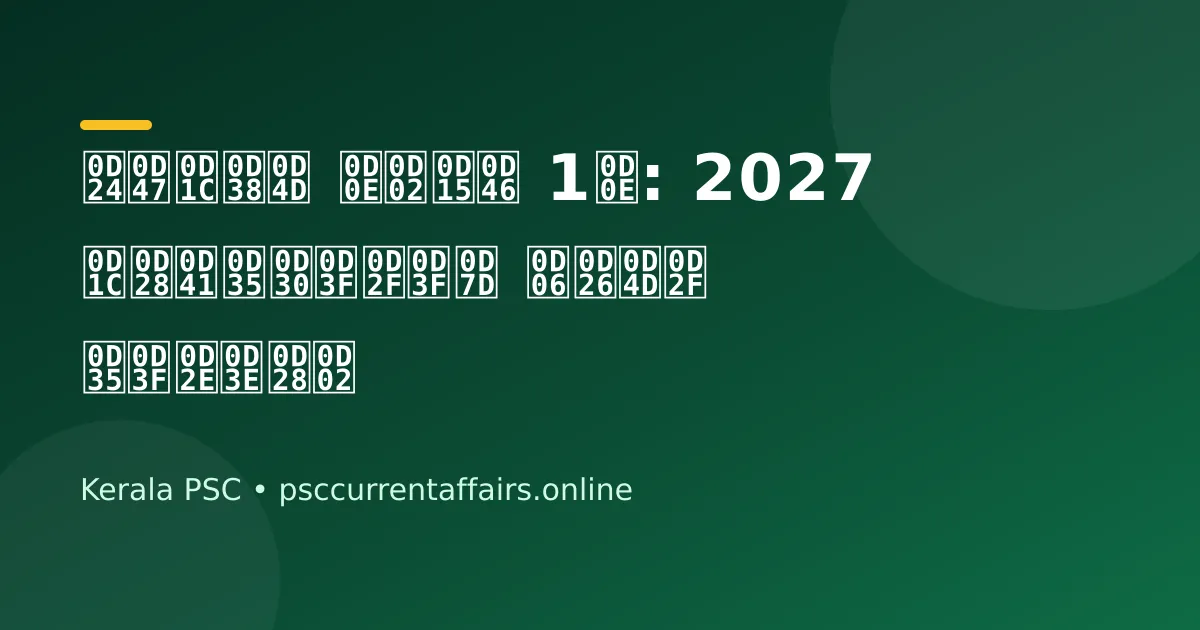 തേജസ് എംകെ 1എ: 2027
ജനുവരിയിൽ ആദ്യ
വിമാനം
Kerala PSC • psccurrentaffairs.online